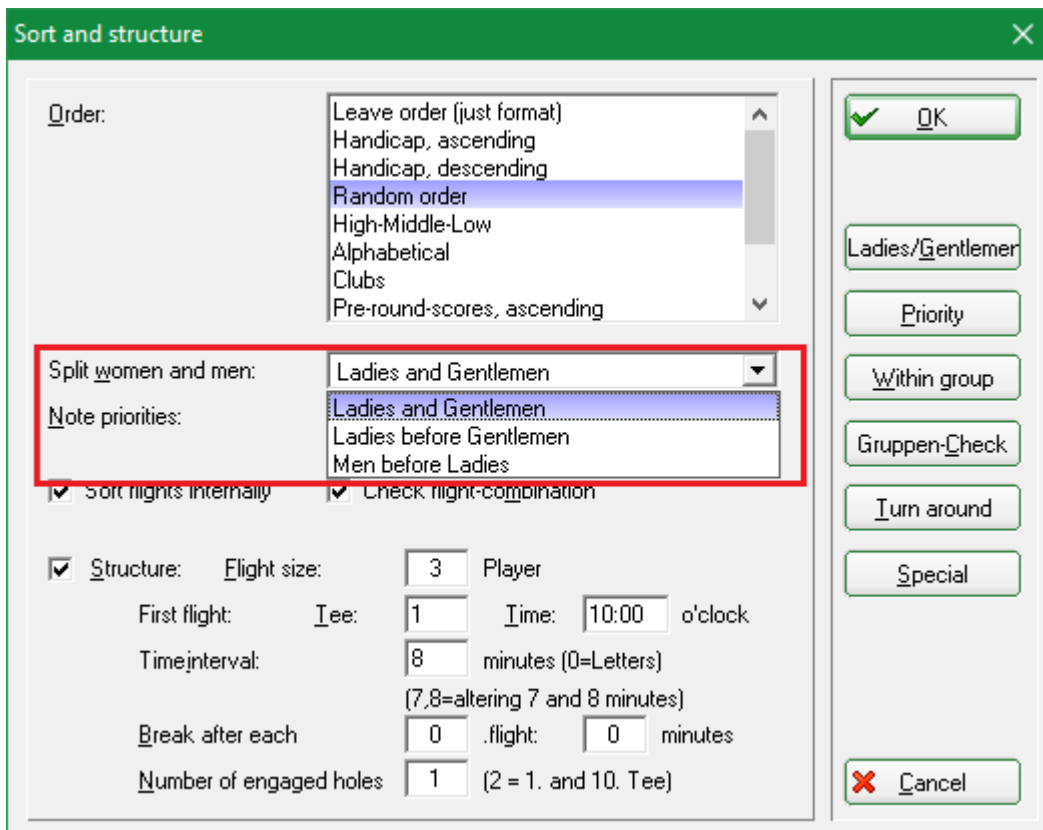 Sort and structure
Order:
Leave order (just format)
Handicap, ascending
Handicap, descending
Random order
High-Middle-Low
Alphabetical
Clubs
Pre-round-scores, ascending
Split women and men: Ladies and Gentlemen
Note priorities:
Ladies and Gentlemen
Ladies before Gentlemen
Men before Ladies
Sort flights internally Check flight-combination
Structure: Flight size: 3 Player
First flight: Tee: 1 Time: 10:00 o'clock
Timeinterval: 8 minutes (0=Letters)
(7,8=altering 7 and 8 minutes)
Break after each 0 .flight: 0 minutes
Number of engaged holes 1 (2 = 1. and 10. Tee)
OK
Ladies/Gentlemen
Priority
Within group
Gruppen-Check
Turn around
Special
Cancel